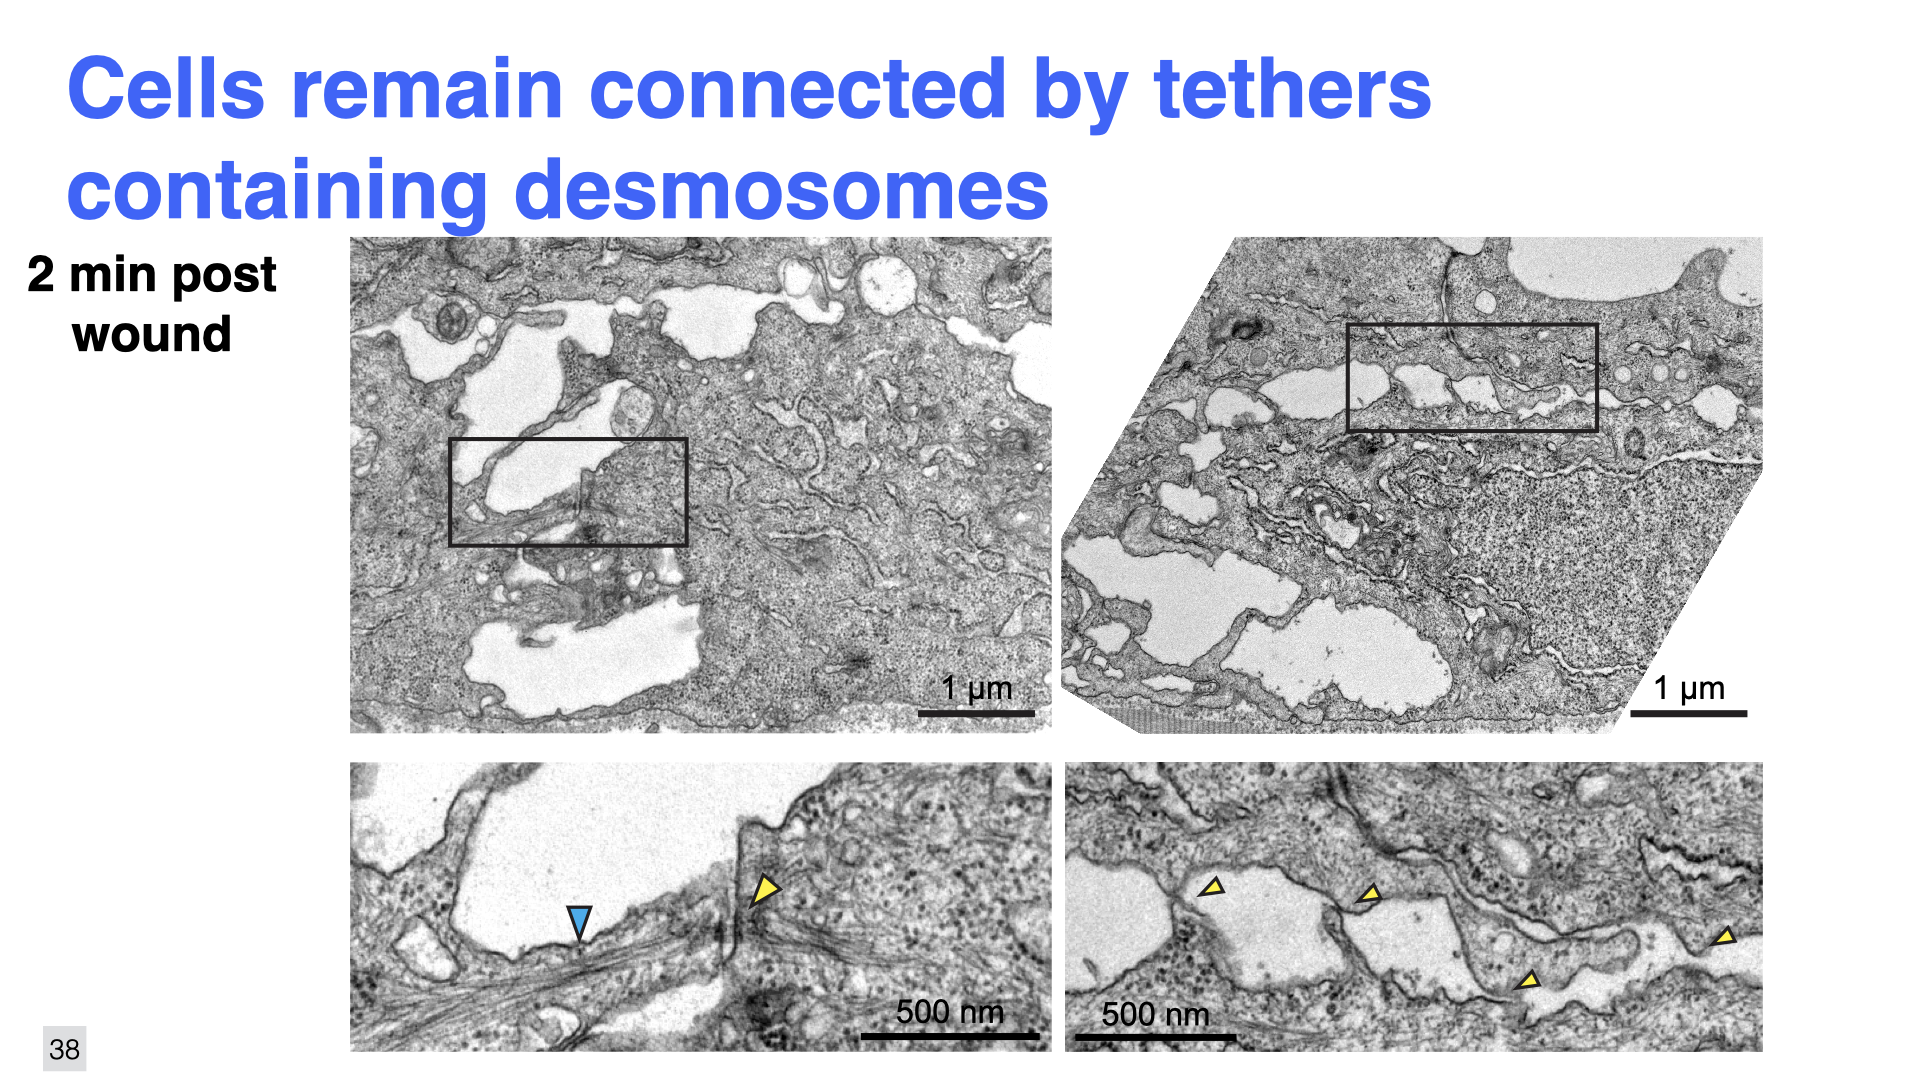 Cells remain connected by tethers
containing desmosomes
2 min post
wound
1 µm
1 µm
500 nm
500 nm
38